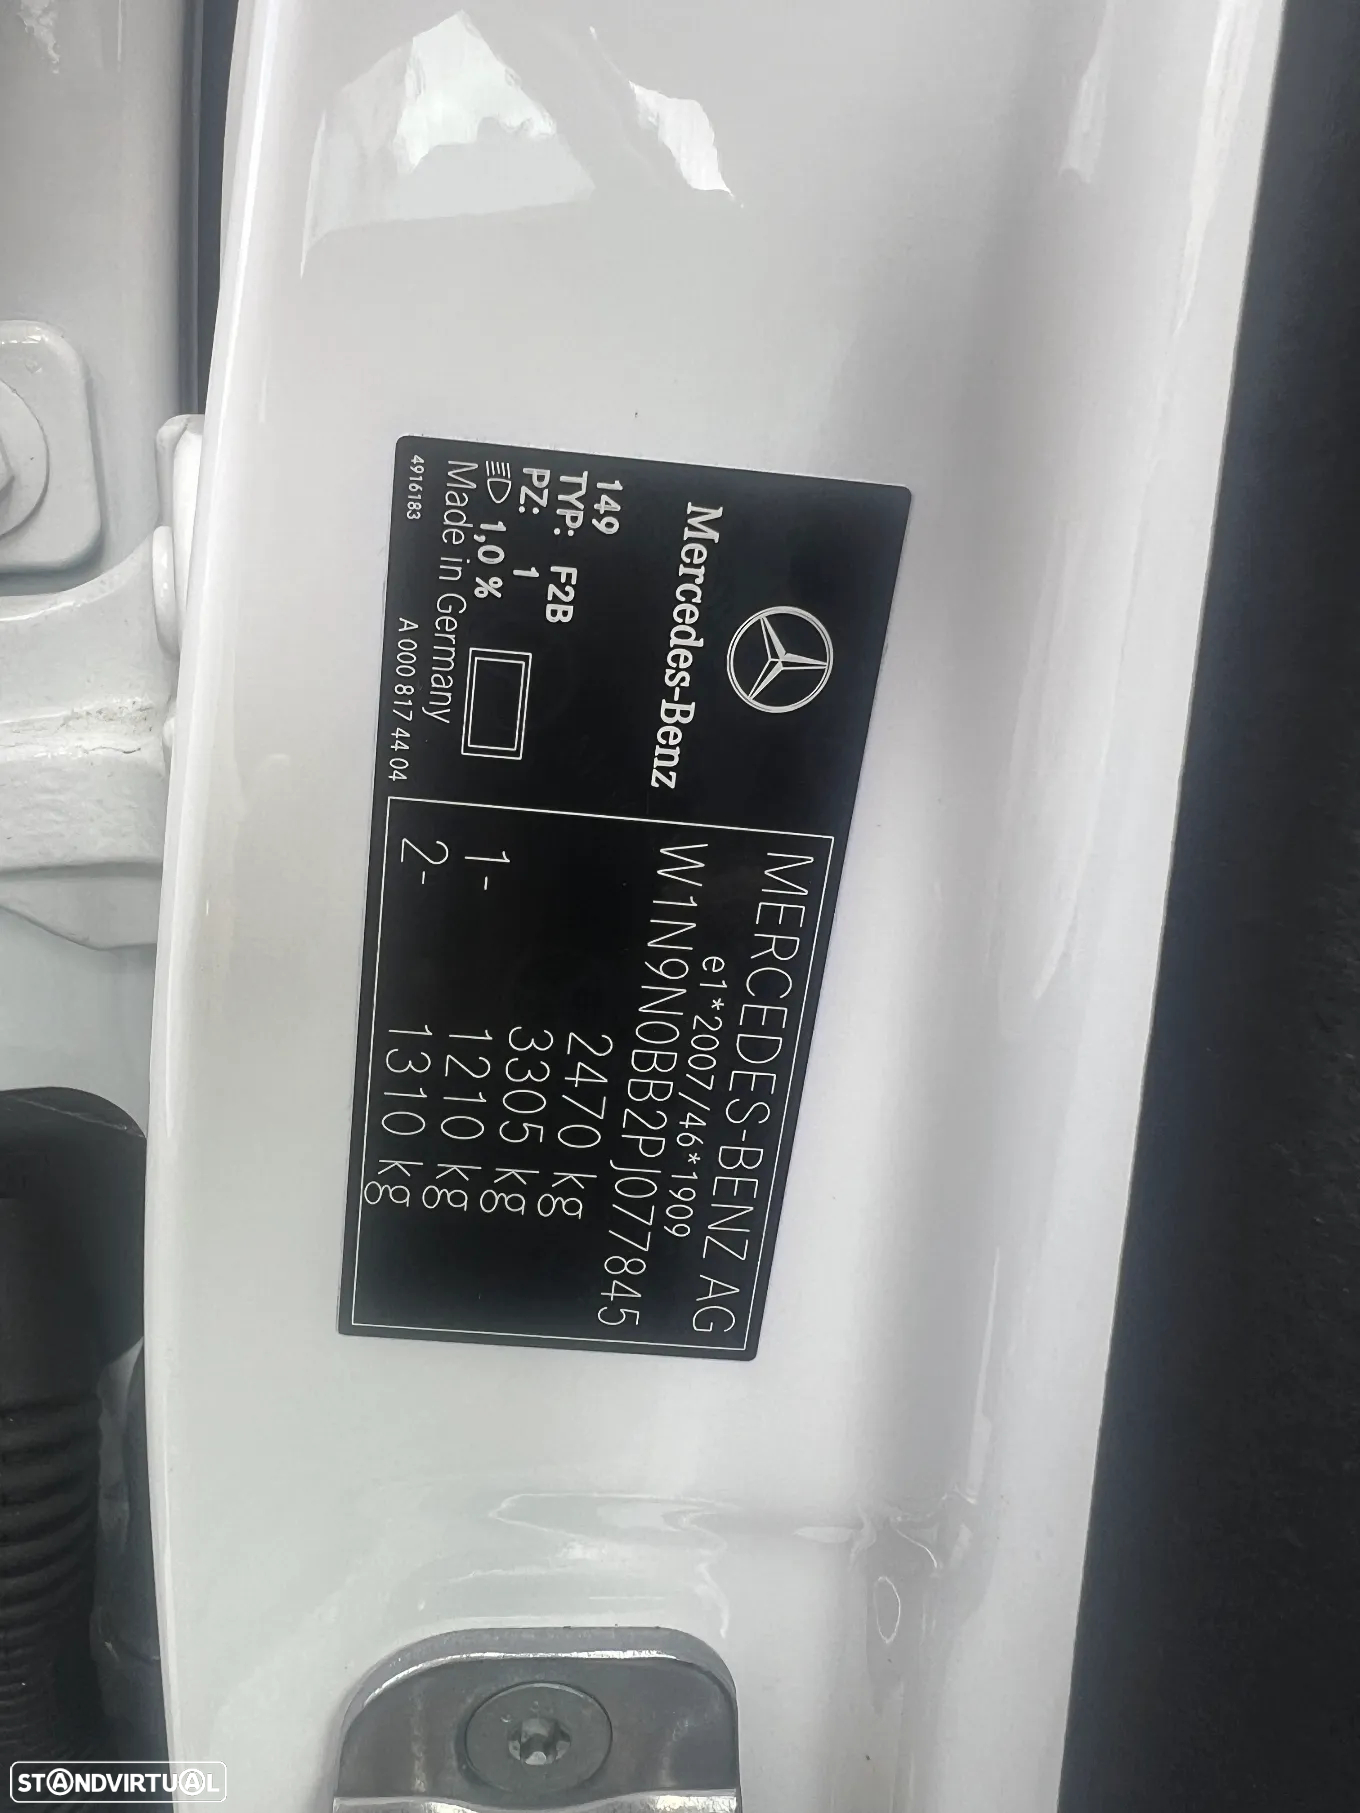 Mercedes-Benz
149
TYP: F2B
PZ: 1
1,0 %
Made in Germany
4916183 A 000 817 44 04
MERCEDES-BENZ AG
e1*2007/46*1909
W1N9N0BB2PJ077845
2470 kg
3305 kg
1- 1210 kg
2- 1310 kg
STANDVIRTUAL